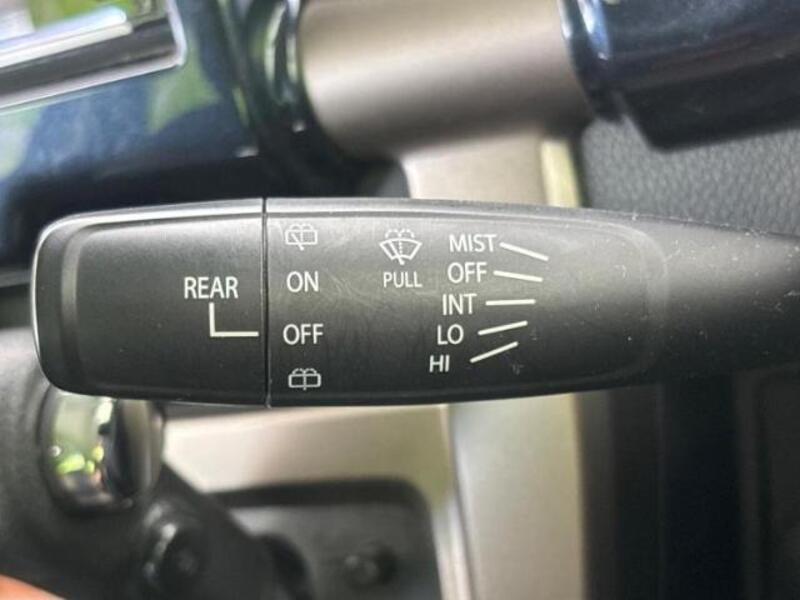 REAR
ON
OFF
PULL
MIST
OFF
INT
LO
HI